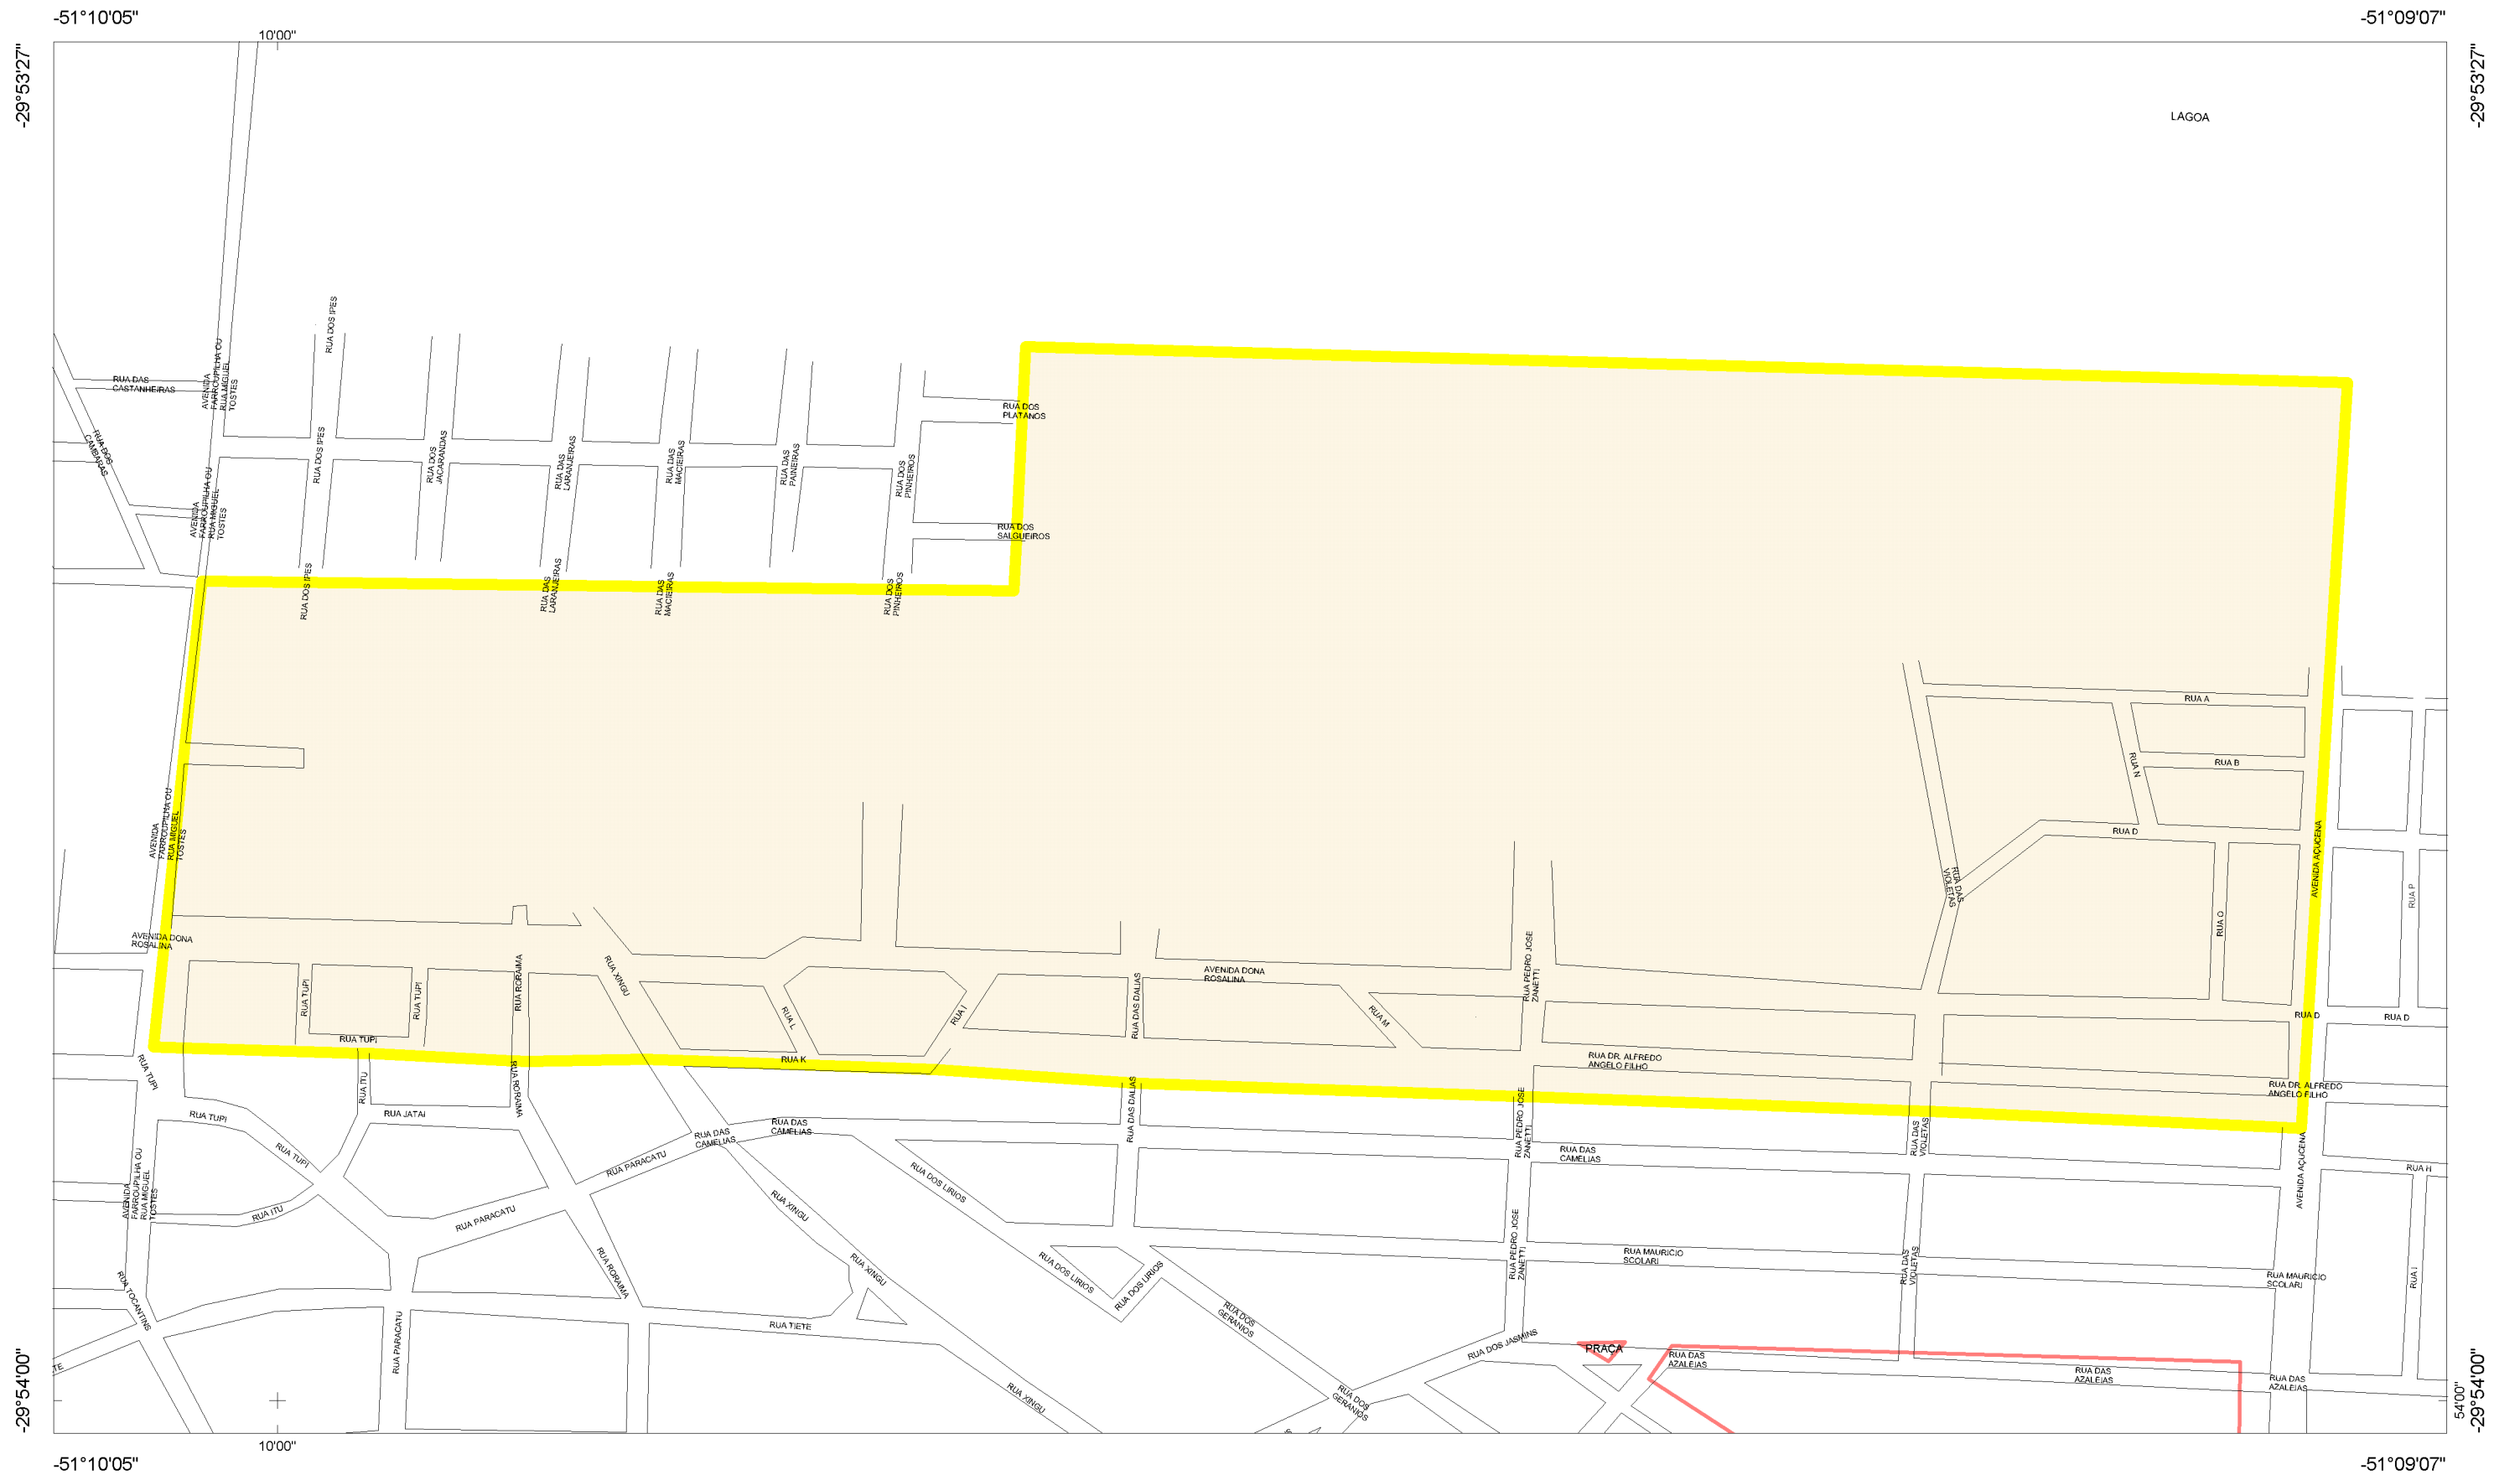 -51°10'05"
-51°09'07"
10'00"
-29°53'27"
-29°53'27"
LAGOA
RUA DOS IPES
AVENIDA
FARROUPILHA OU
RUA MIGUEL
TOSTES
RUA DAS
CASTANHEIRAS
RUA DOS
PLATANOS
RUA DOS
CAMBARAS
RUA DOS IPES
RUA DOS
JACARANDAS
RUA DAS
LARANJEIRAS
RUA DAS
MACIEIRAS
RUA DAS
PAINEIRAS
RUA DOS
PINHEIROS
AVENIDA
FARROUPILHA OU
RUA MIGUEL
TOSTES
RUA DOS
SALGUEIROS
RUA DOS IPES
RUA DAS
LARANJEIRAS
RUA DAS
MACIEIRAS
RUA DOS
PINHEIROS
RUA A
RUA N
RUA B
AVENIDA
FARROUPILHA OU
RUA MIGUEL
TOSTES
RUA D
AVENIDA AÇUCENA
RUA DAS
VIOLETAS
RUA P
RUA O
AVENIDA DONA
ROSALINA
RUA TUPI
RUA TUPI
RUA RORAIMA
RUA XINGU
RUA L
RUA J
RUA DAS DALIAS
AVENIDA DONA
ROSALINA
RUA M
RUA PEDRO JOSE
ZANETTI
RUA D
RUA D
RUA TUPI
RUA K
RUA DR. ALFREDO
ANGELO FILHO
RUA TUPI
RUA ITU
RUA RORAIMA
RUA DR. ALFREDO
ANGELO FILHO
RUA TUPI
RUA JATAI
RUA DAS
CAMELIAS
RUA DAS
CAMELIAS
RUA DAS DALIAS
RUA PEDRO JOSE
ZANETTI
RUA DAS
VIOLETAS
RUA TUPI
RUA PARACATU
RUA DAS
CAMELIAS
AVENIDA AÇUCENA
RUA H
AVENIDA
FARROUPILHA OU
RUA MIGUEL
TOSTES
RUA ITU
RUA PARACATU
RUA XINGU
RUA DOS LIRIOS
RUA RORAIMA
RUA XINGU
RUA DOS LIRIOS
RUA DOS LIRIOS
RUA PEDRO JOSE
ZANETTI
RUA MAURICIO
SCOLARI
RUA DAS
VIOLETAS
RUA MAURICIO
SCOLARI
RUA I
RUA TOCANTINS
RUA PARACATU
RUA TIETE
RUA DOS
GERANIOS
RUA DOS JASMINS
PRAÇA
RUA DAS
AZALEIAS
RUA DAS
AZALEIAS
RUA DAS
AZALEIAS
TE
RUA XINGU
RUA DOS
GERANIOS
-29°54'00"
54'00"
-29°54'00"
10'00"
-51°10'05"
-51°09'07"